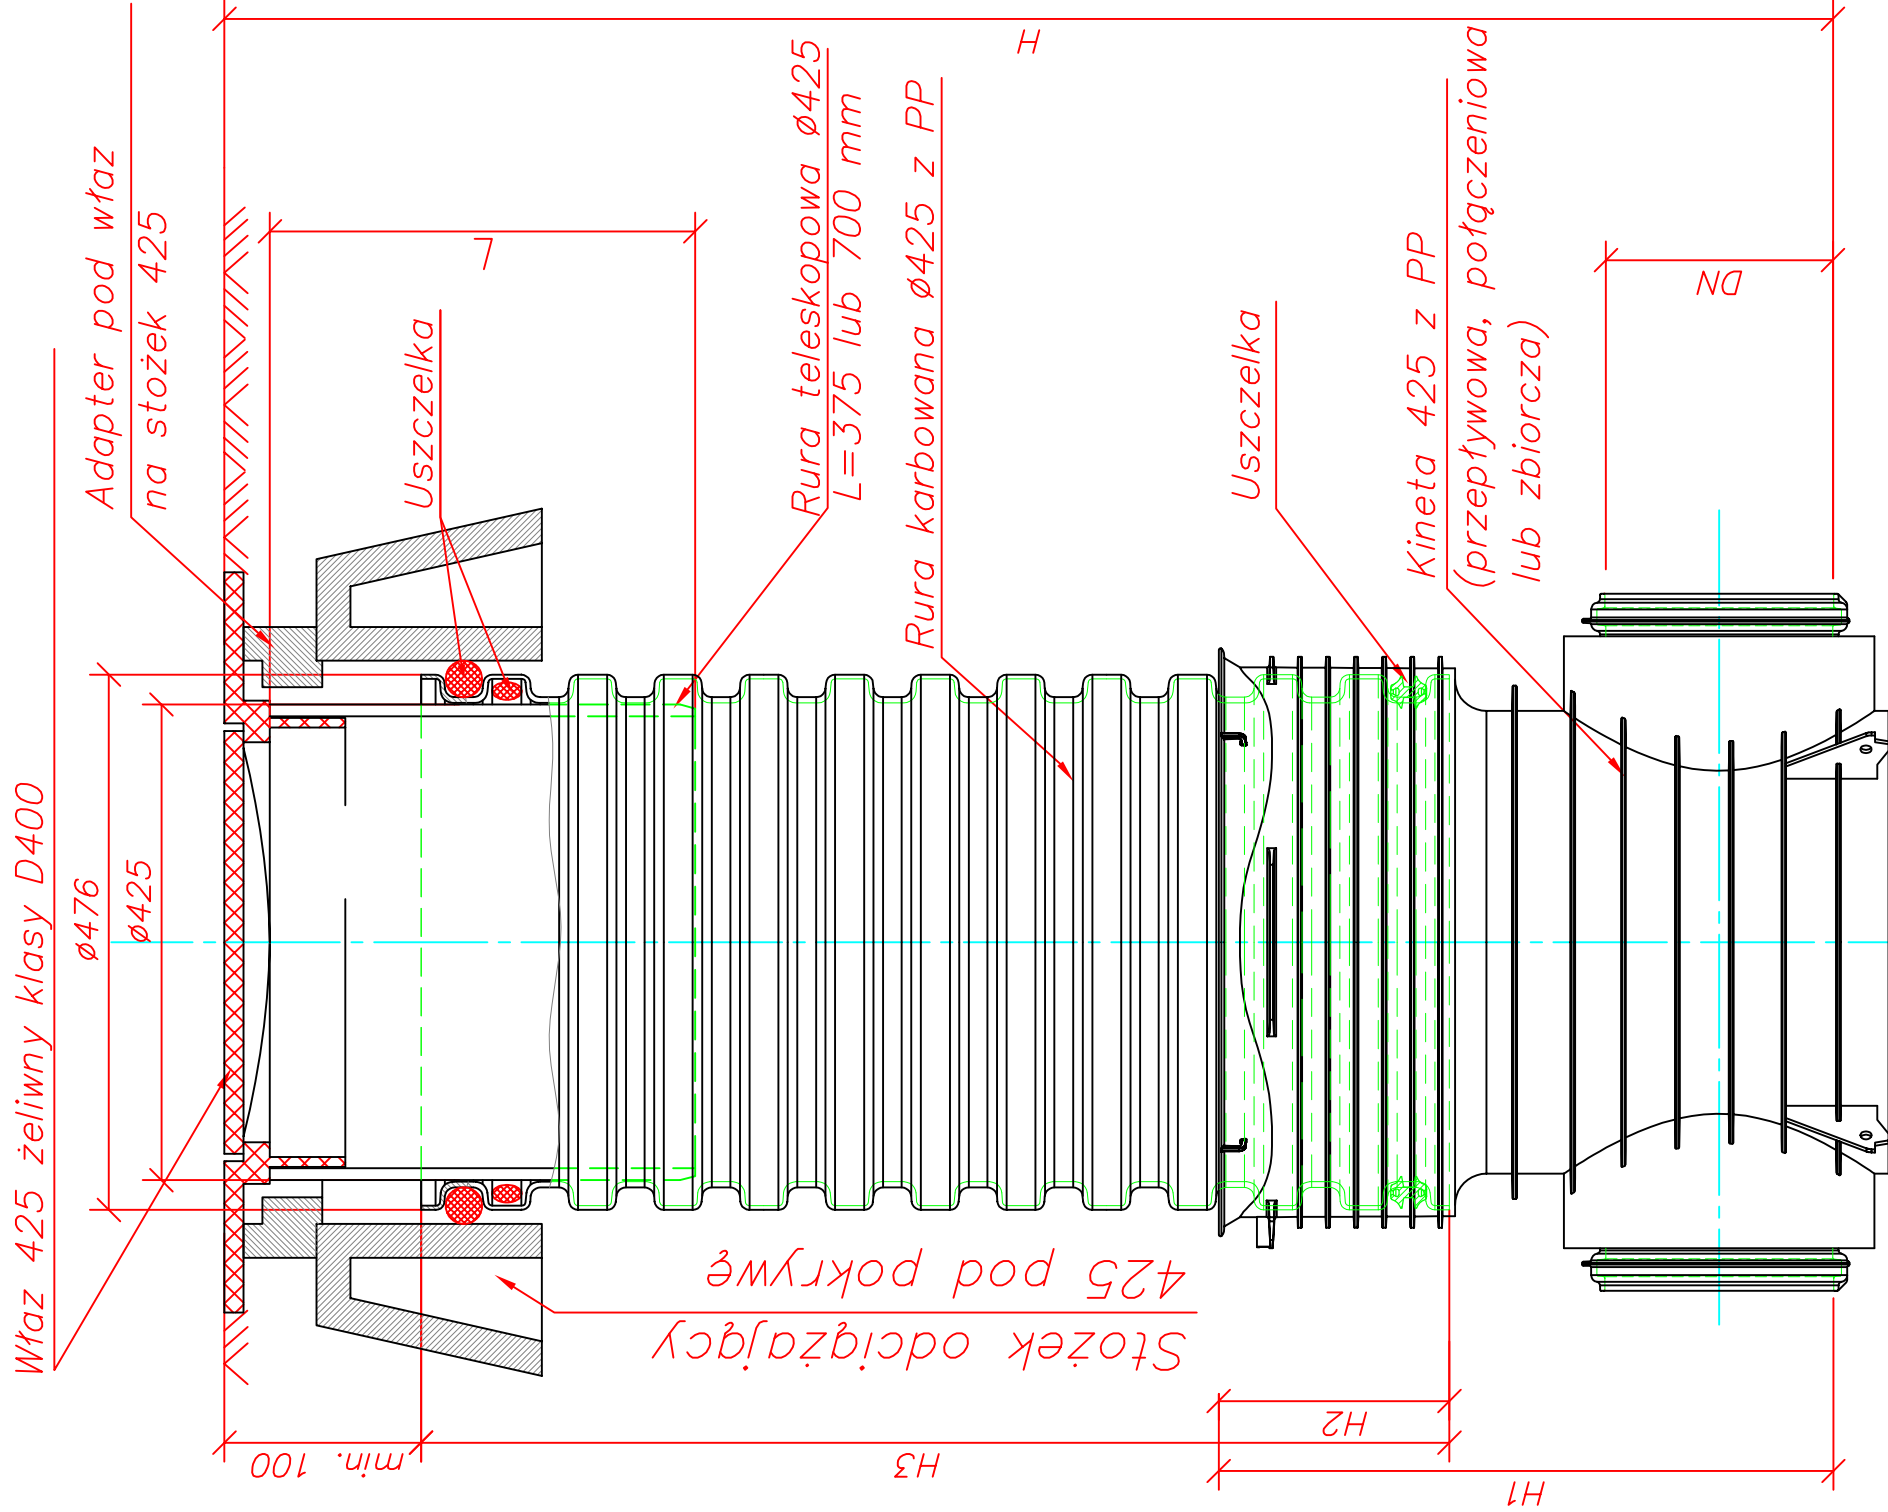 Właz 425 żeliwny klasy D400
ø476
ø425
Adapter pod właz
na stożek 425
Uszczelka
L
H
Rura teleskopowa ø425
L=375 lub 700 mm
Rura karbowana ø425 z PP
Uszczelka
Kineta 425 z PP
(przepływowa, połączeniowa
lub zbiorcza)
DN
Stożek odciążający
425 pod pokrywę
min. 100
H3
H2
H1